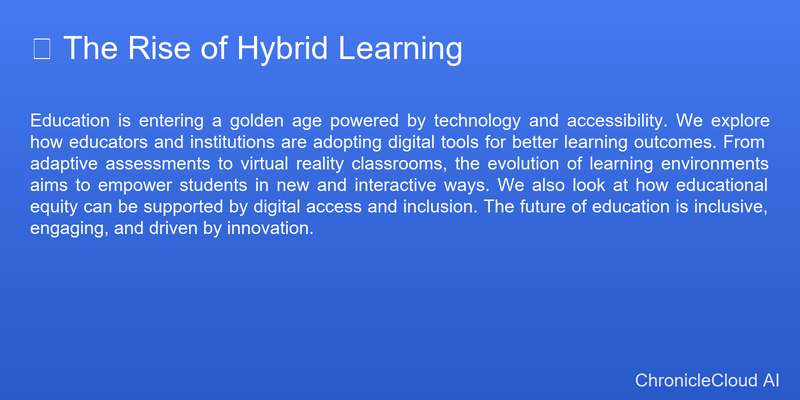 The Rise of Hybrid Learning
Education is entering a golden age powered by technology and accessibility. We explore
how educators and institutions are adopting digital tools for better learning outcomes. From
adaptive assessments to virtual reality classrooms, the evolution of learning environments
aims to empower students in new and interactive ways. We also look at how educational
equity can be supported by digital access and inclusion. The future of education is inclusive,
engaging, and driven by innovation.
ChronicleCloud AI